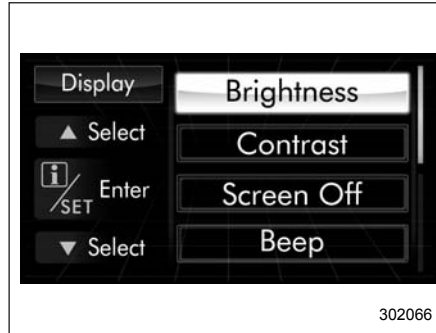 Display
▲ Select
i/SET Enter
▼ Select
Brightness
Contrast
Screen Off
Beep
302066